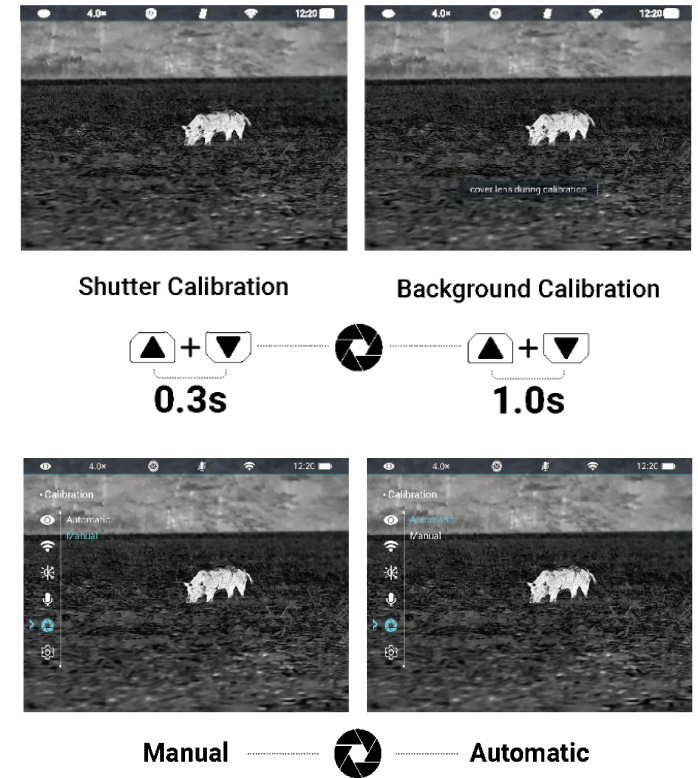 4.0× 12:20
4.0× 12:20
cover lens during calibration
Shutter Calibration
Background Calibration
+
+
0.3s
1.0s
4.0× 12:20
4.0× 12:20
• Calibration
Automatic
Manual
• Calibration
Automatic
Manual
Manual
Automatic